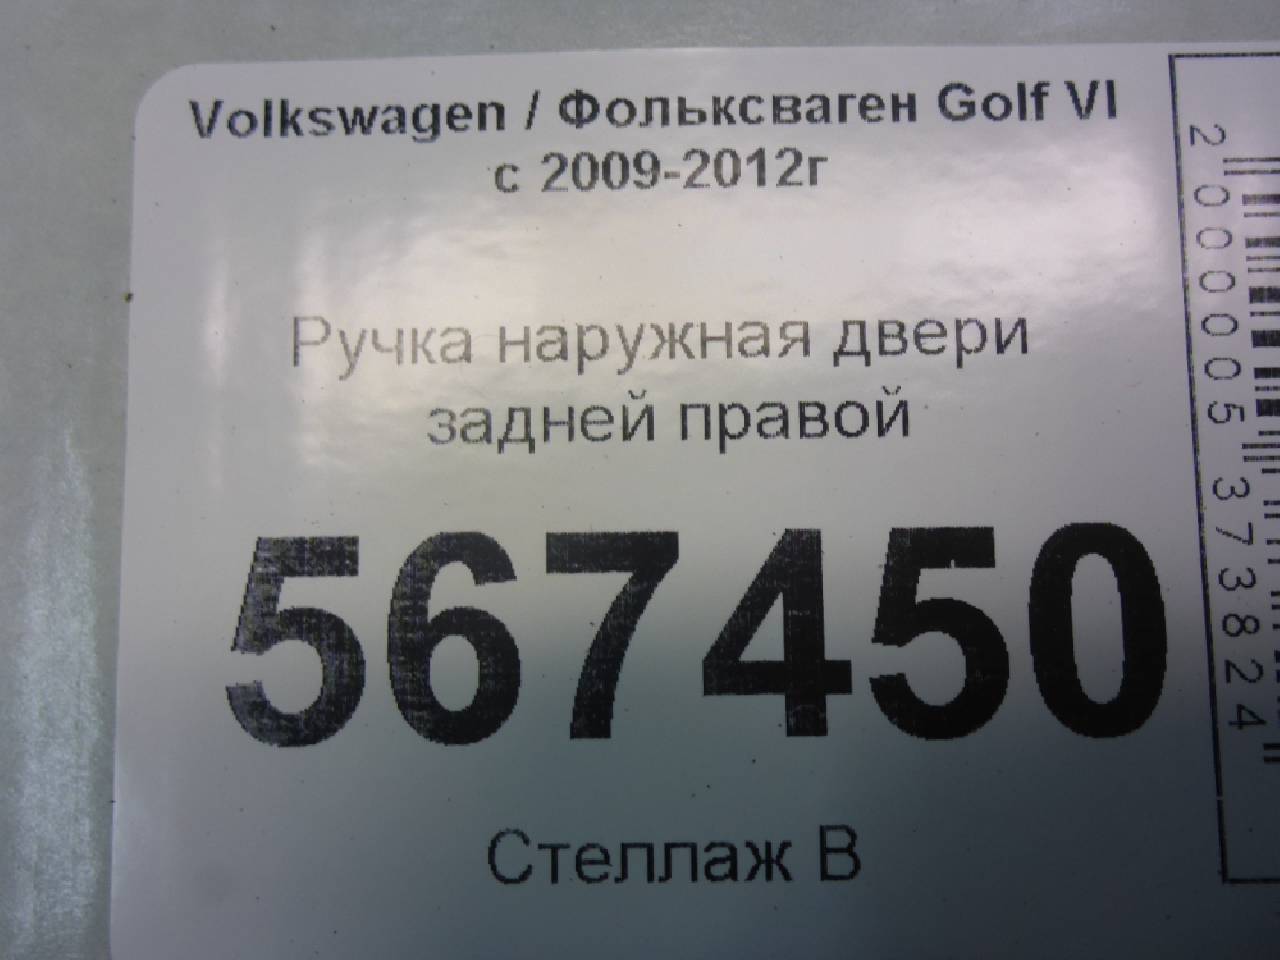 Volkswagen / Фольксваген Golf VI
с 2009-2012г
Ручка наружная двери
задней правой
567450
Стеллаж В
2000005373824